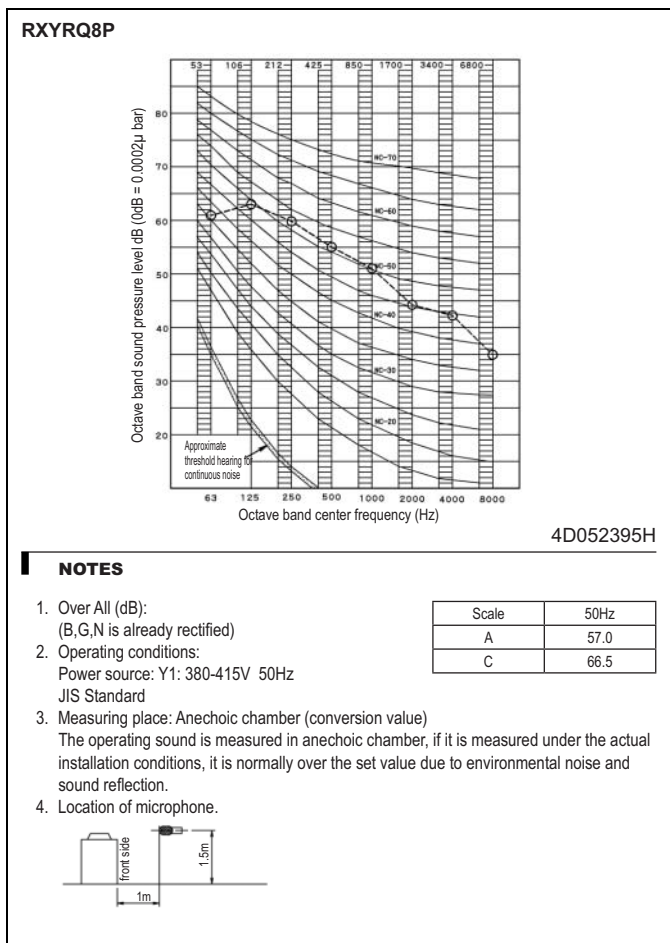 RXYRQ8P
53 106 212 425 850 1700 3400 6800
Octave band sound pressure level dB (0dB = 0.0002μ bar)
80
70
60
50
40
30
20
NC-70
NC-60
NC-50
NC-40
NC-30
NC-20
Approximate
threshold hearing for
continuous noise
63 125 250 500 1000 2000 4000 8000
Octave band center frequency (Hz)
4D052395H
NOTES
1. Over All (dB):
(B,G,N is already rectified)
Scale 50Hz
A 57.0
C 66.5
2. Operating conditions:
Power source: Y1: 380-415V 50Hz
JIS Standard
3. Measuring place: Anechoic chamber (conversion value)
The operating sound is measured in anechoic chamber, if it is measured under the actual
installation conditions, it is normally over the set value due to environmental noise and
sound reflection.
4. Location of microphone.
front side
1.5m
1m